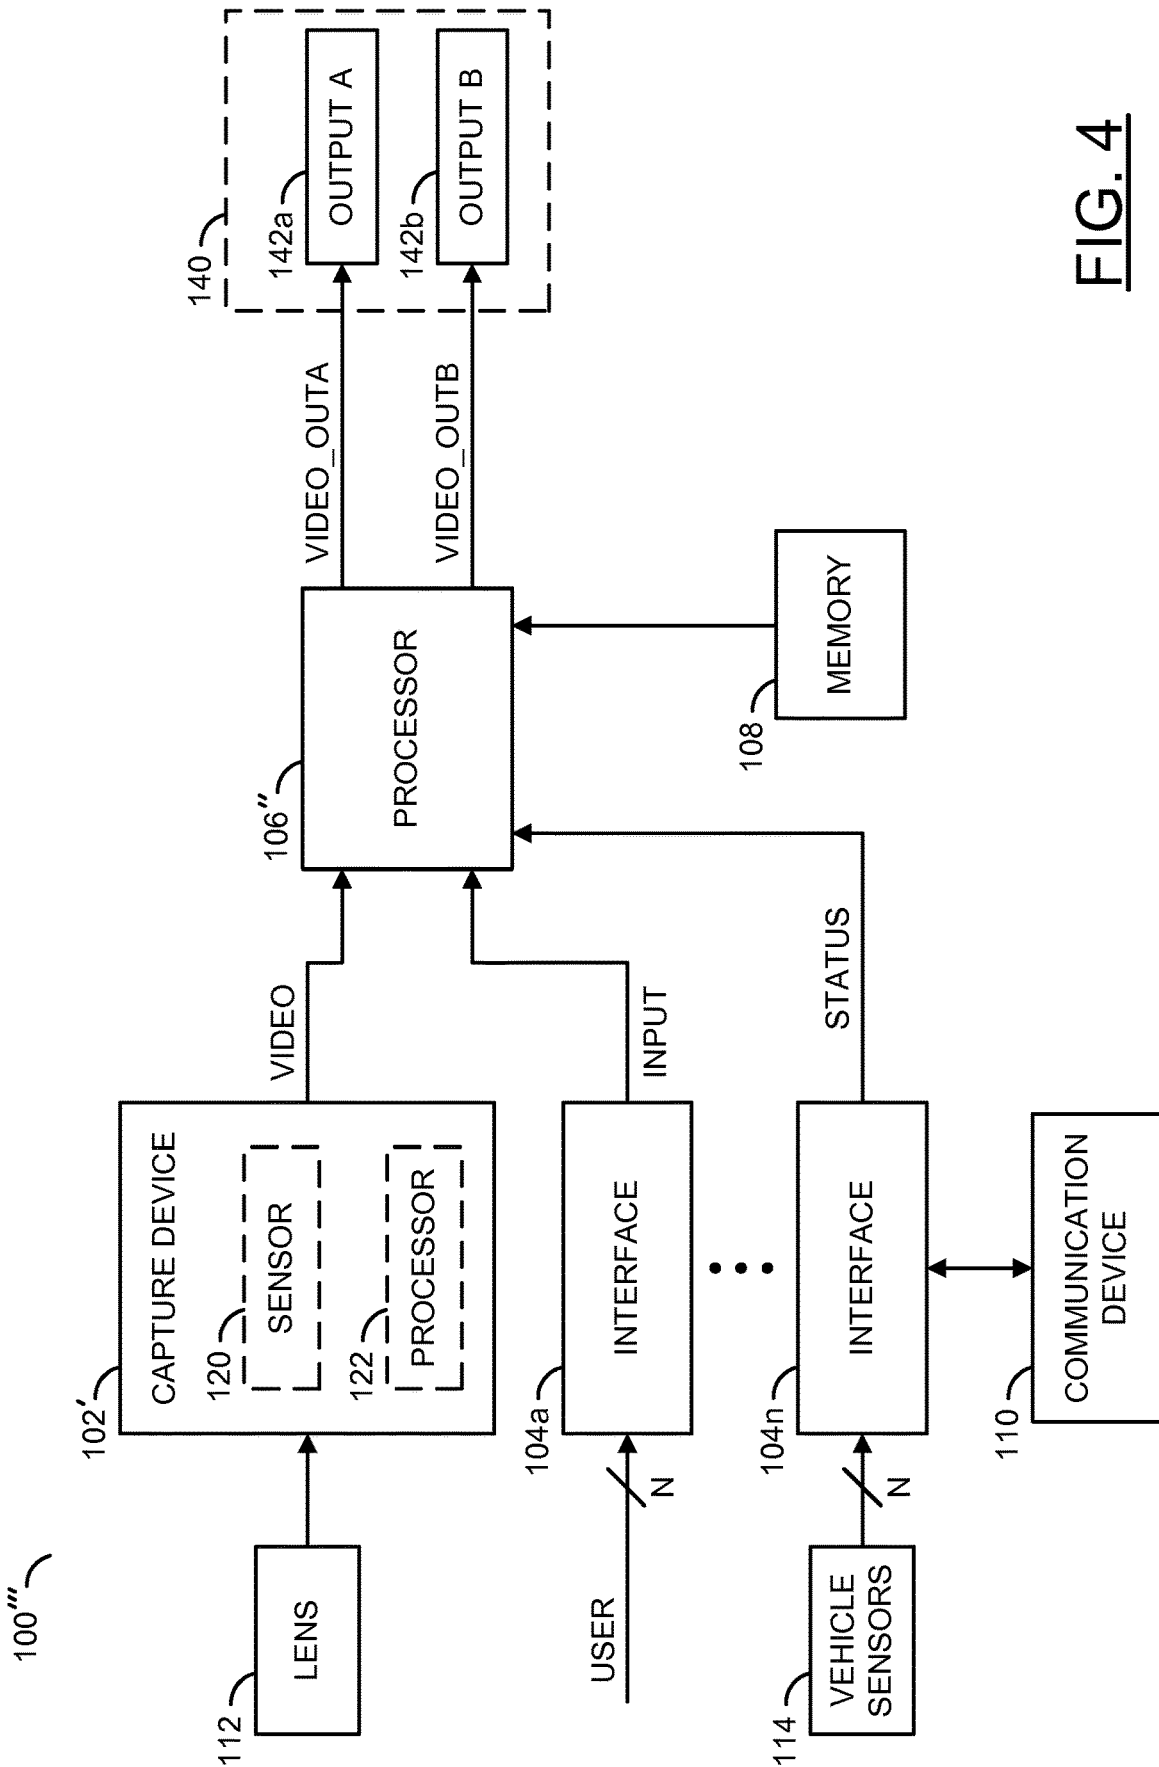 100'''
112
LENS
102'
CAPTURE DEVICE
120
SENSOR
122
PROCESSOR
VIDEO
106''
PROCESSOR
VIDEO_OUTA
VIDEO_OUTB
140
142a
OUTPUT A
142b
OUTPUT B
USER
N
104a
INTERFACE
INPUT
114
VEHICLE
SENSORS
N
104n
INTERFACE
STATUS
108
MEMORY
110
COMMUNICATION
DEVICE
FIG. 4